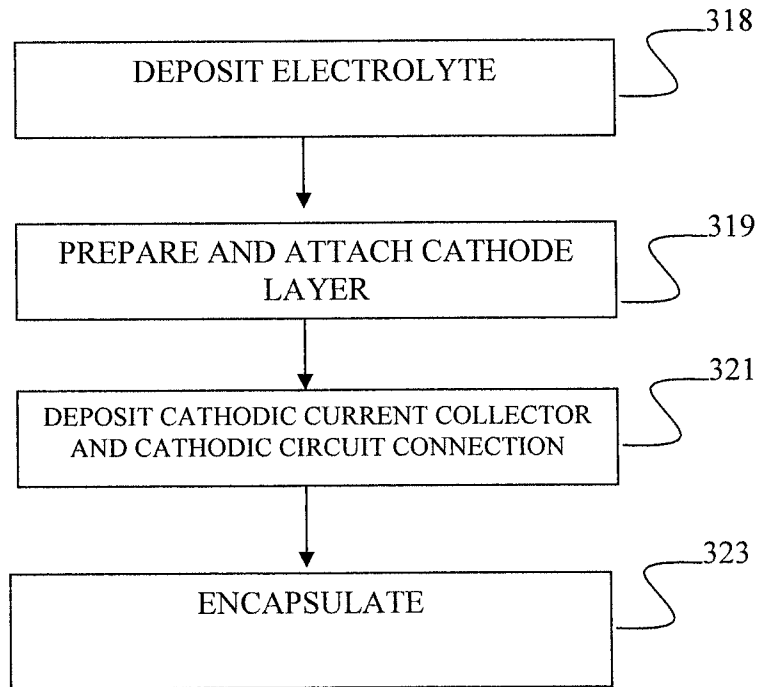 318
DEPOSIT ELECTROLYTE
319
PREPARE AND ATTACH CATHODE
LAYER
321
DEPOSIT CATHODIC CURRENT COLLECTOR
AND CATHODIC CIRCUIT CONNECTION
323
ENCAPSULATE